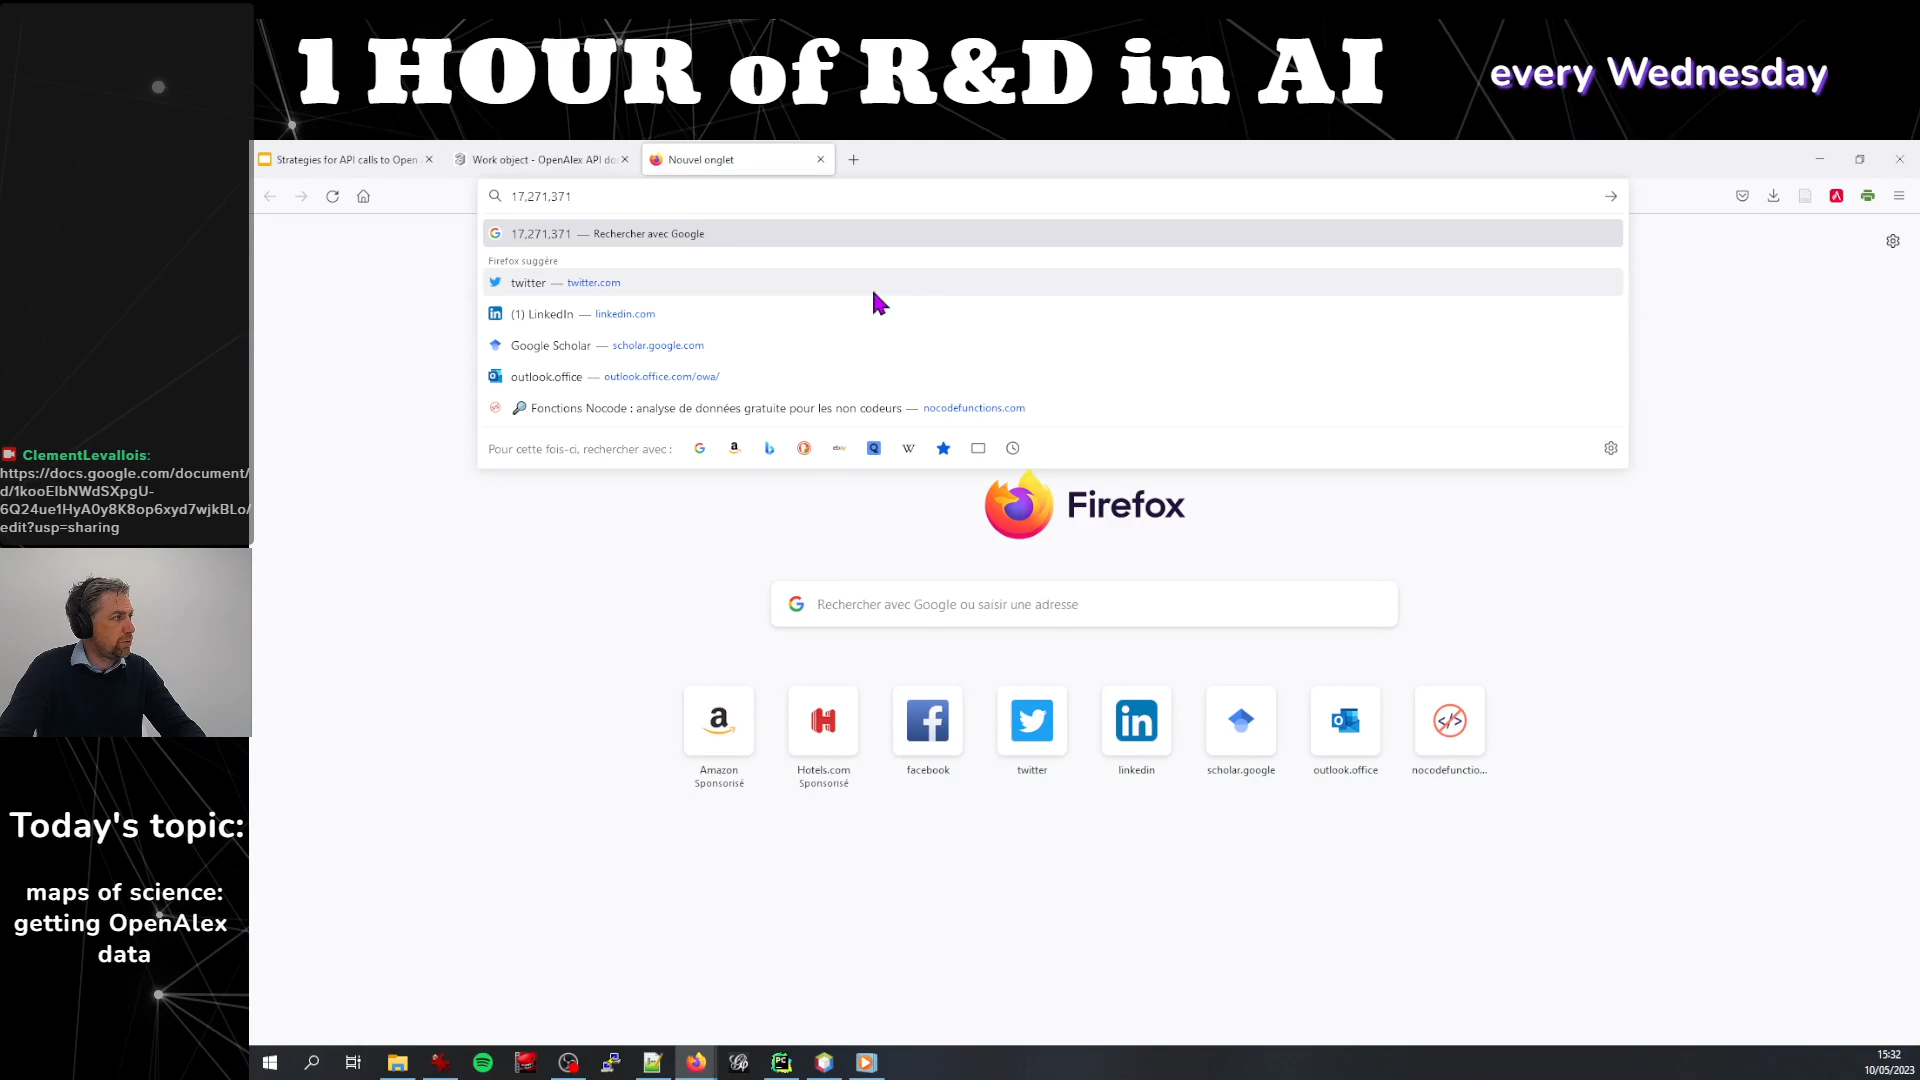 1 HOUR of R&D in AI
every Wednesday
Strategies for API calls to Open
Work object - OpenAlex API do
Nouvel onglet
17,271,371
17,271,371 — Rechercher avec Google
Firefox suggère
twitter — twitter.com
(1) LinkedIn — linkedin.com
Google Scholar — scholar.google.com
outlook.office — outlook.office.com/owa/
Fonctions Nocode : analyse de données gratuite pour les non codeurs — nocodefunctions.com
Pour cette fois-ci, rechercher avec :
ClementLevallois:
https://docs.google.com/document/
d/1kooElbNWdSXpgU-
6Q24ue1HyA0y8K8op6xyd7wjkBLo/
edit?usp=sharing
Firefox
Rechercher avec Google ou saisir une adresse
Amazon
Sponsorisé
Hotels.com
Sponsorisé
facebook
twitter
linkedin
scholar.google
outlook.office
nocodefunctio...
Today's topic:
maps of science:
getting OpenAlex
data
15:32
10/05/2023